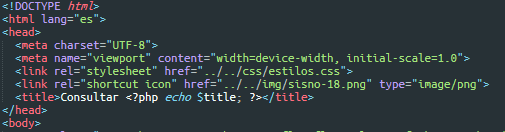 <!DOCTYPE html>
<html lang="es">
<head>
<meta charset="UTF-8">
<meta name="viewport" content="width=device-width, initial-scale=1.0">
<link rel="stylesheet" href="../../css/estilos.css">
<link rel="shortcut icon" href="../../img/sisno-18.png" type="image/png">
<title>Consultar <?php echo $title; ?></title>
</head>
<body>